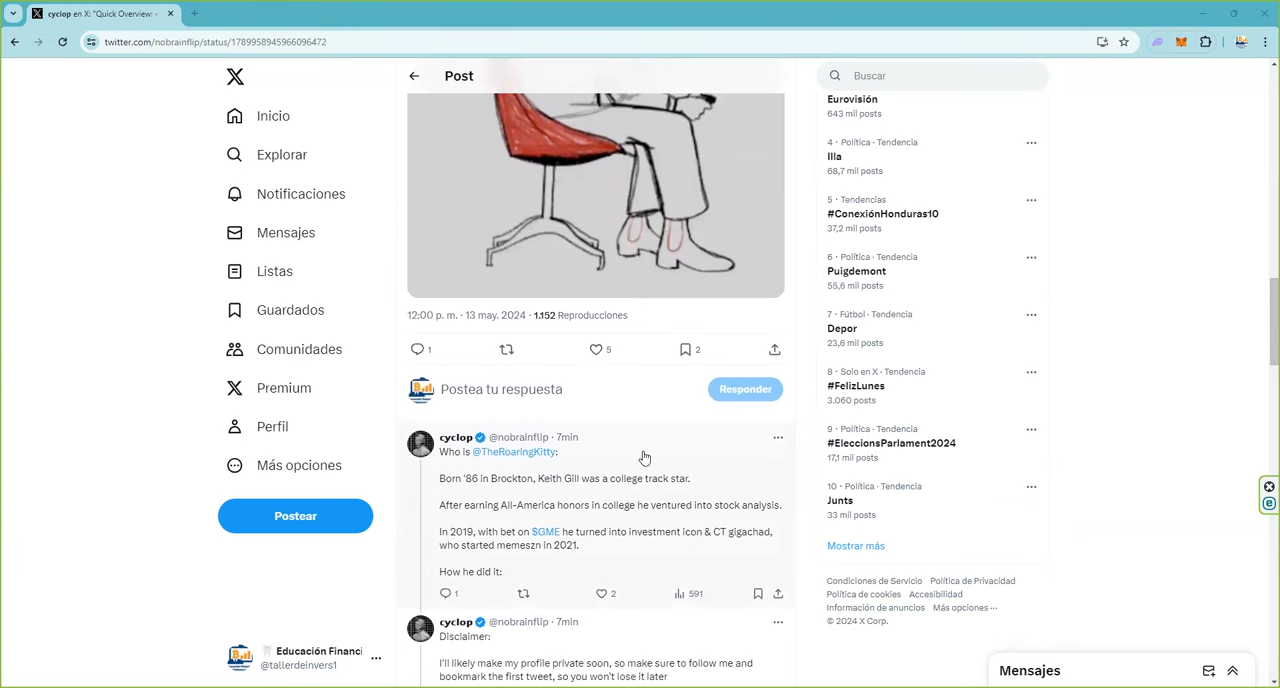 cyclop en X: "Quick Overview: -
twitter.com/nobrainflip/status/1789958945966096472
Inicio
Explorar
Notificaciones
Mensajes
Listas
Guardados
Comunidades
Premium
Perfil
Más opciones
Postear
Educación Financi
@tallerdeinvers1
Post
12:00 p. m. · 13 may. 2024 · 1.152 Reproducciones
1
5
2
Postea tu respuesta
Responder
cyclop @nobrainflip · 7min
Who is @TheRoaringKitty:
Born '86 in Brockton, Keith Gill was a college track star.
After earning All-America honors in college he ventured into stock analysis.
In 2019, with bet on $GME he turned into investment icon & CT gigachad,
who started memeszn in 2021.
How he did it:
1
2
591
cyclop @nobrainflip · 7min
Disclaimer:
I'll likely make my profile private soon, so make sure to follow me and
bookmark the first tweet, so you won't lose it later
Buscar
Eurovisión
643 mil posts
4 · Política · Tendencia
Illa
68,7 mil posts
5 · Tendencias
#ConexiónHonduras10
37,2 mil posts
6 · Política · Tendencia
Puigdemont
55,6 mil posts
7 · Fútbol · Tendencia
Depor
23,6 mil posts
8 · Solo en X · Tendencia
#FelizLunes
3.060 posts
9 · Política · Tendencia
#EleccionsParlament2024
17,1 mil posts
10 · Política · Tendencia
Junts
33 mil posts
Mostrar más
Condiciones de Servicio Política de Privacidad
Política de cookies Accesibilidad
Información de anuncios Más opciones ···
© 2024 X Corp.
Mensajes